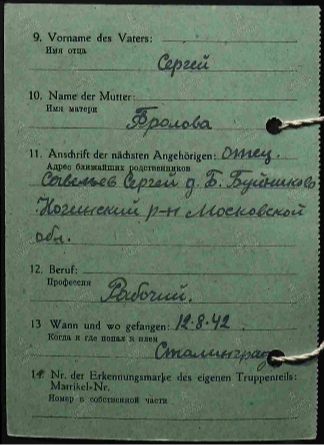 9. Vorname des Vaters:
Имя отца
Сергей
10. Name der Mutter:
Имя матери
Фролова
11. Anschrift der nächsten Angehörigen: Отец.
Адрес ближайших родственников
Савельев Сергей д. Б. Буньково
Ногинский р-н Московской
обл.
12. Beruf:
Профессия
Рабочий.
13 Wann und wo gefangen: 12.8.42
Когда и где попал в плен
Сталинград
14. Nr. der Erkennungsmarke des eigenen Truppenteils:
Matrikel-Nr.
Номер в собственной части